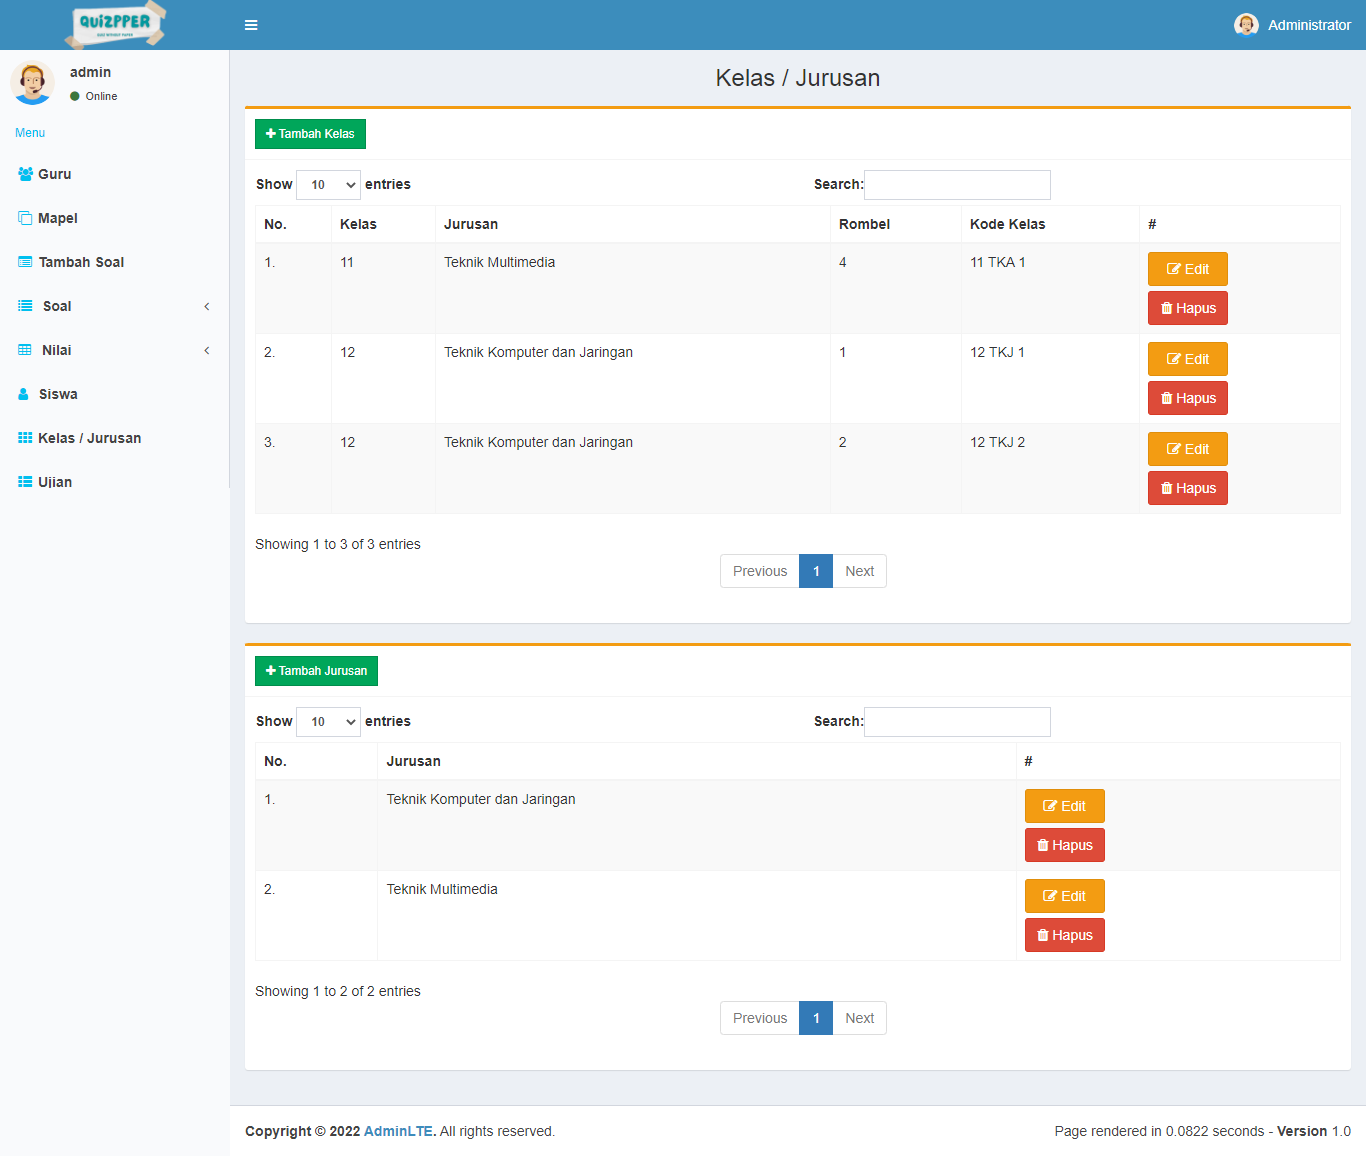 QUIZPPER
QUIZ WITHOUT PAPER
Administrator
admin
Online
Menu
Guru
Mapel
Tambah Soal
Soal
Nilai
Siswa
Kelas / Jurusan
Ujian
Kelas / Jurusan
+ Tambah Kelas
Show 10 entries Search:
No. Kelas Jurusan Rombel Kode Kelas #
1. 11 Teknik Multimedia 4 11 TKA 1 Edit
Hapus
2. 12 Teknik Komputer dan Jaringan 1 12 TKJ 1 Edit
Hapus
3. 12 Teknik Komputer dan Jaringan 2 12 TKJ 2 Edit
Hapus
Showing 1 to 3 of 3 entries
Previous 1 Next
+ Tambah Jurusan
Show 10 entries Search:
No. Jurusan #
1. Teknik Komputer dan Jaringan Edit
Hapus
2. Teknik Multimedia Edit
Hapus
Showing 1 to 2 of 2 entries
Previous 1 Next
Copyright © 2022 AdminLTE. All rights reserved. Page rendered in 0.0822 seconds - Version 1.0